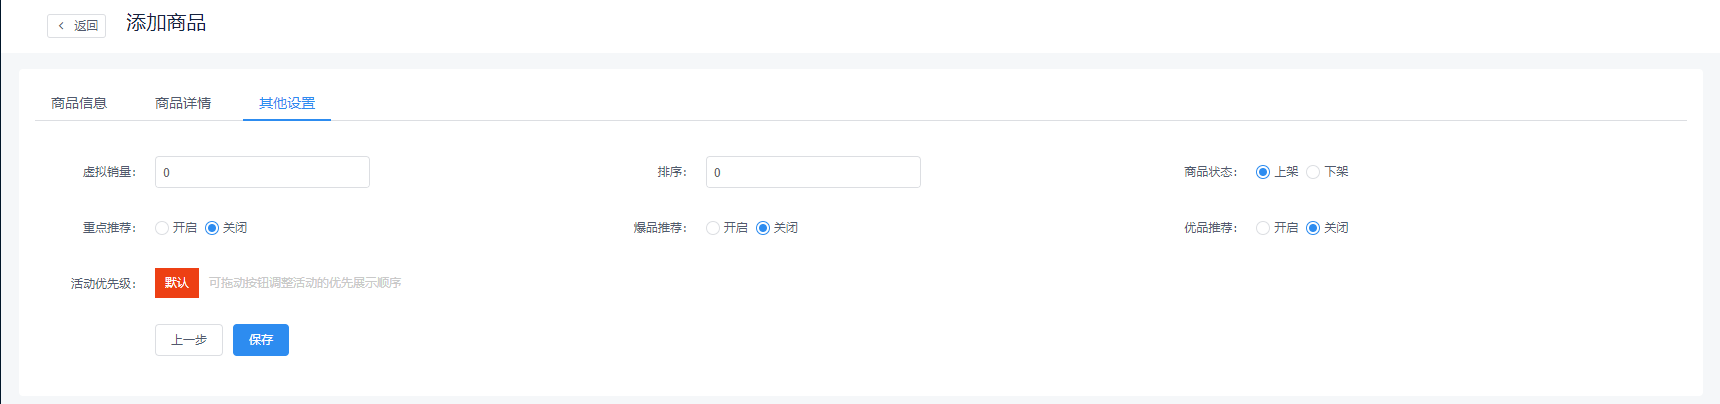 返回 添加商品
商品信息 商品详情 其他设置
虚拟销量: 0 排序: 0 商品状态: 上架 下架
重点推荐: 开启 关闭 爆品推荐: 开启 关闭 优品推荐: 开启 关闭
活动优先级: 默认 可拖动按钮调整活动的优先展示顺序
上一步 保存